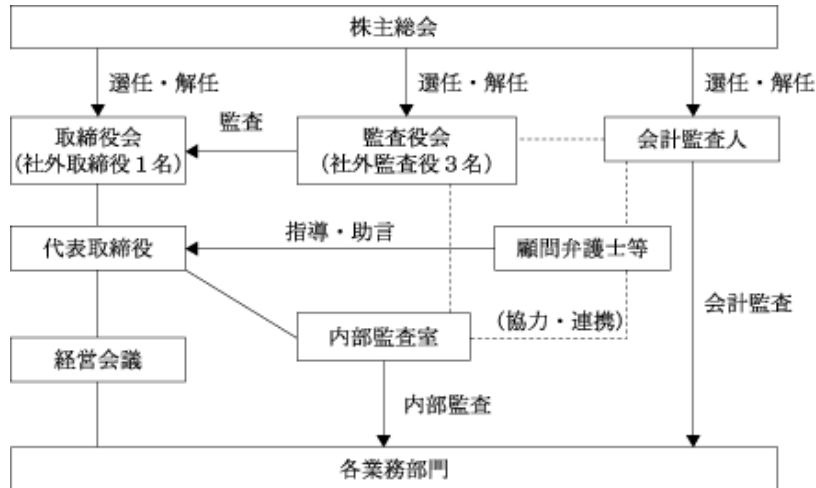 株主総会
選任・解任
選任・解任
選任・解任
取締役会
(社外取締役1名)
監査
監査役会
(社外監査役3名)
会計監査人
代表取締役
指導・助言
顧問弁護士等
会計監査
(協力・連携)
内部監査室
経営会議
内部監査
各業務部門